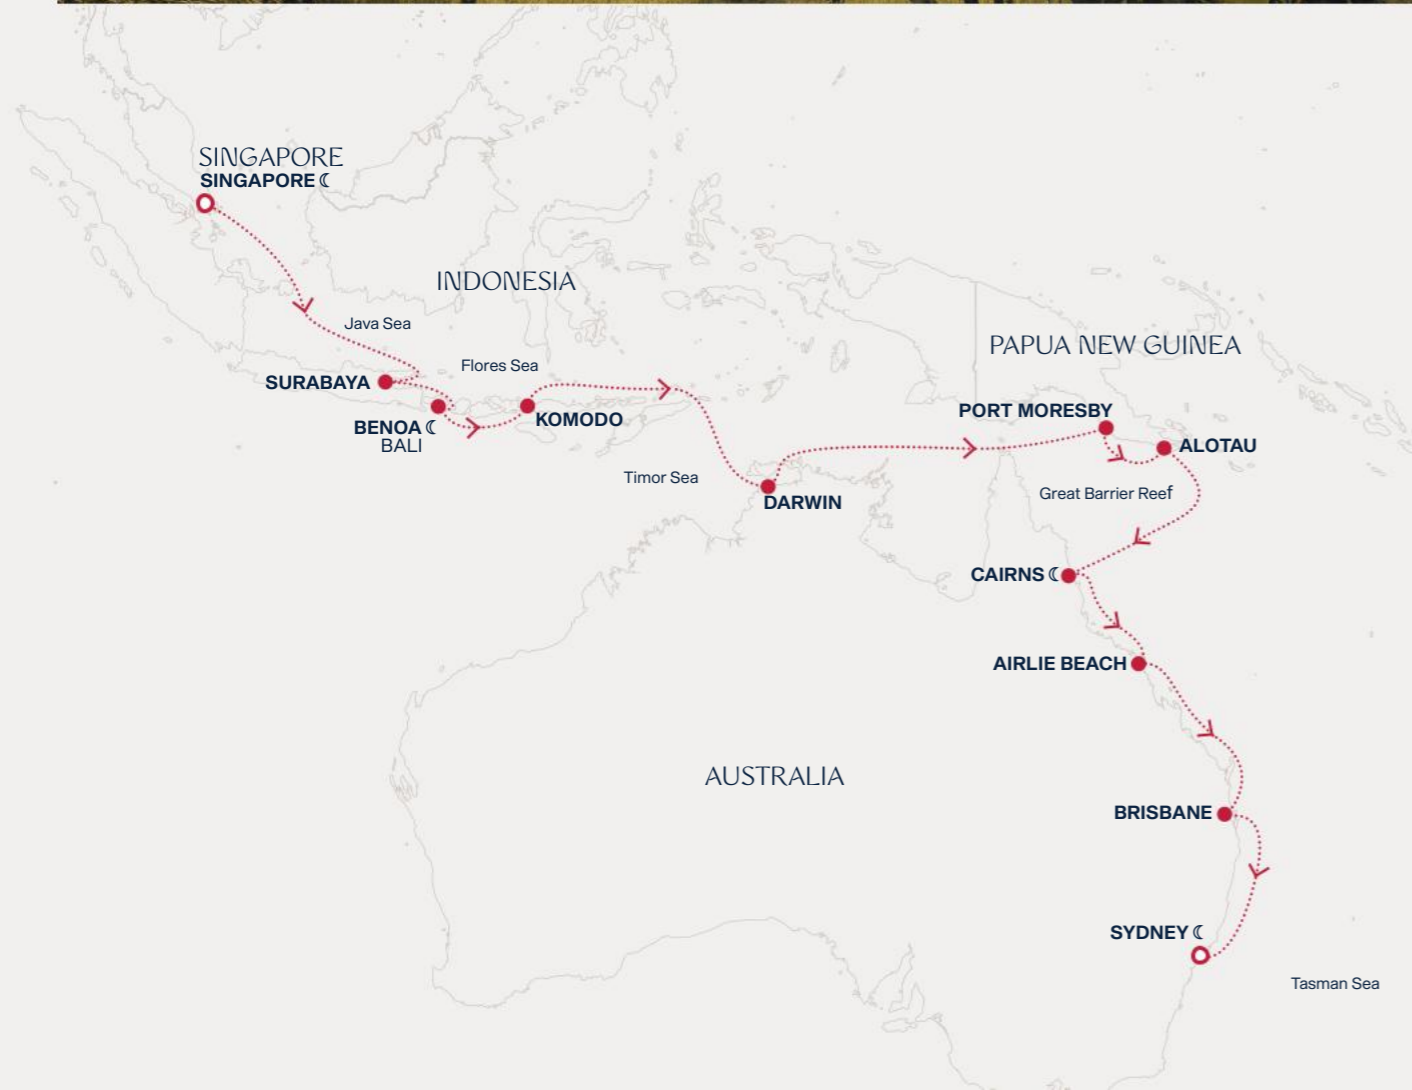 SINGAPORE
SINGAPORE ☾
INDONESIA
Java Sea
PAPUA NEW GUINEA
Flores Sea
SURABAYA
PORT MORESBY
KOMODO
BENOA ☾
BALI
ALOTAU
Timor Sea
Great Barrier Reef
DARWIN
CAIRNS ☾
AIRLIE BEACH
AUSTRALIA
BRISBANE
SYDNEY ☾
Tasman Sea